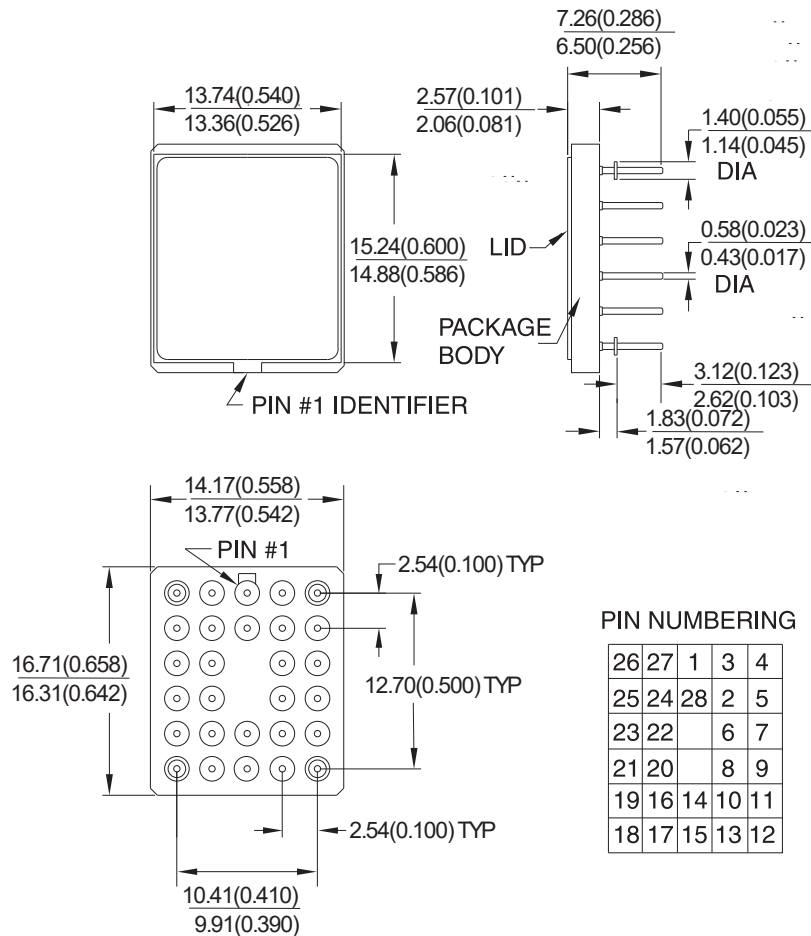 7.26(0.286)
6.50(0.256)
13.74(0.540)
13.36(0.526)
2.57(0.101)
2.06(0.081)
1.40(0.055)
1.14(0.045)
DIA
15.24(0.600)
14.88(0.586)
LID
0.58(0.023)
0.43(0.017)
DIA
PACKAGE
BODY
PIN #1 IDENTIFIER
3.12(0.123)
2.62(0.103)
1.83(0.072)
1.57(0.062)
14.17(0.558)
13.77(0.542)
PIN #1
2.54(0.100) TYP
16.71(0.658)
16.31(0.642)
12.70(0.500) TYP
2.54(0.100) TYP
10.41(0.410)
9.91(0.390)
PIN NUMBERING
26 27 1 3 4
25 24 28 2 5
23 22 6 7
21 20 8 9
19 16 14 10 11
18 17 15 13 12